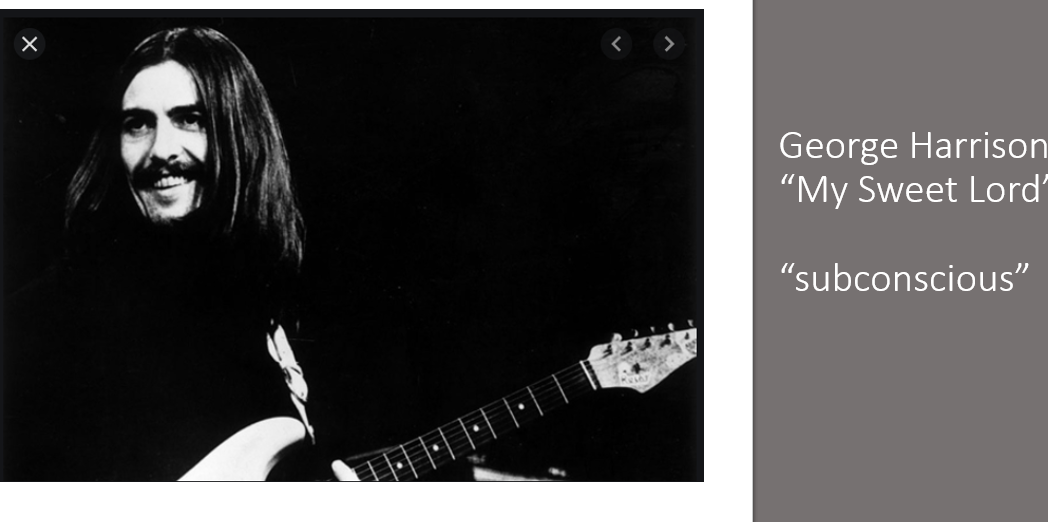 George Harrison
“My Sweet Lord”
“subconscious”